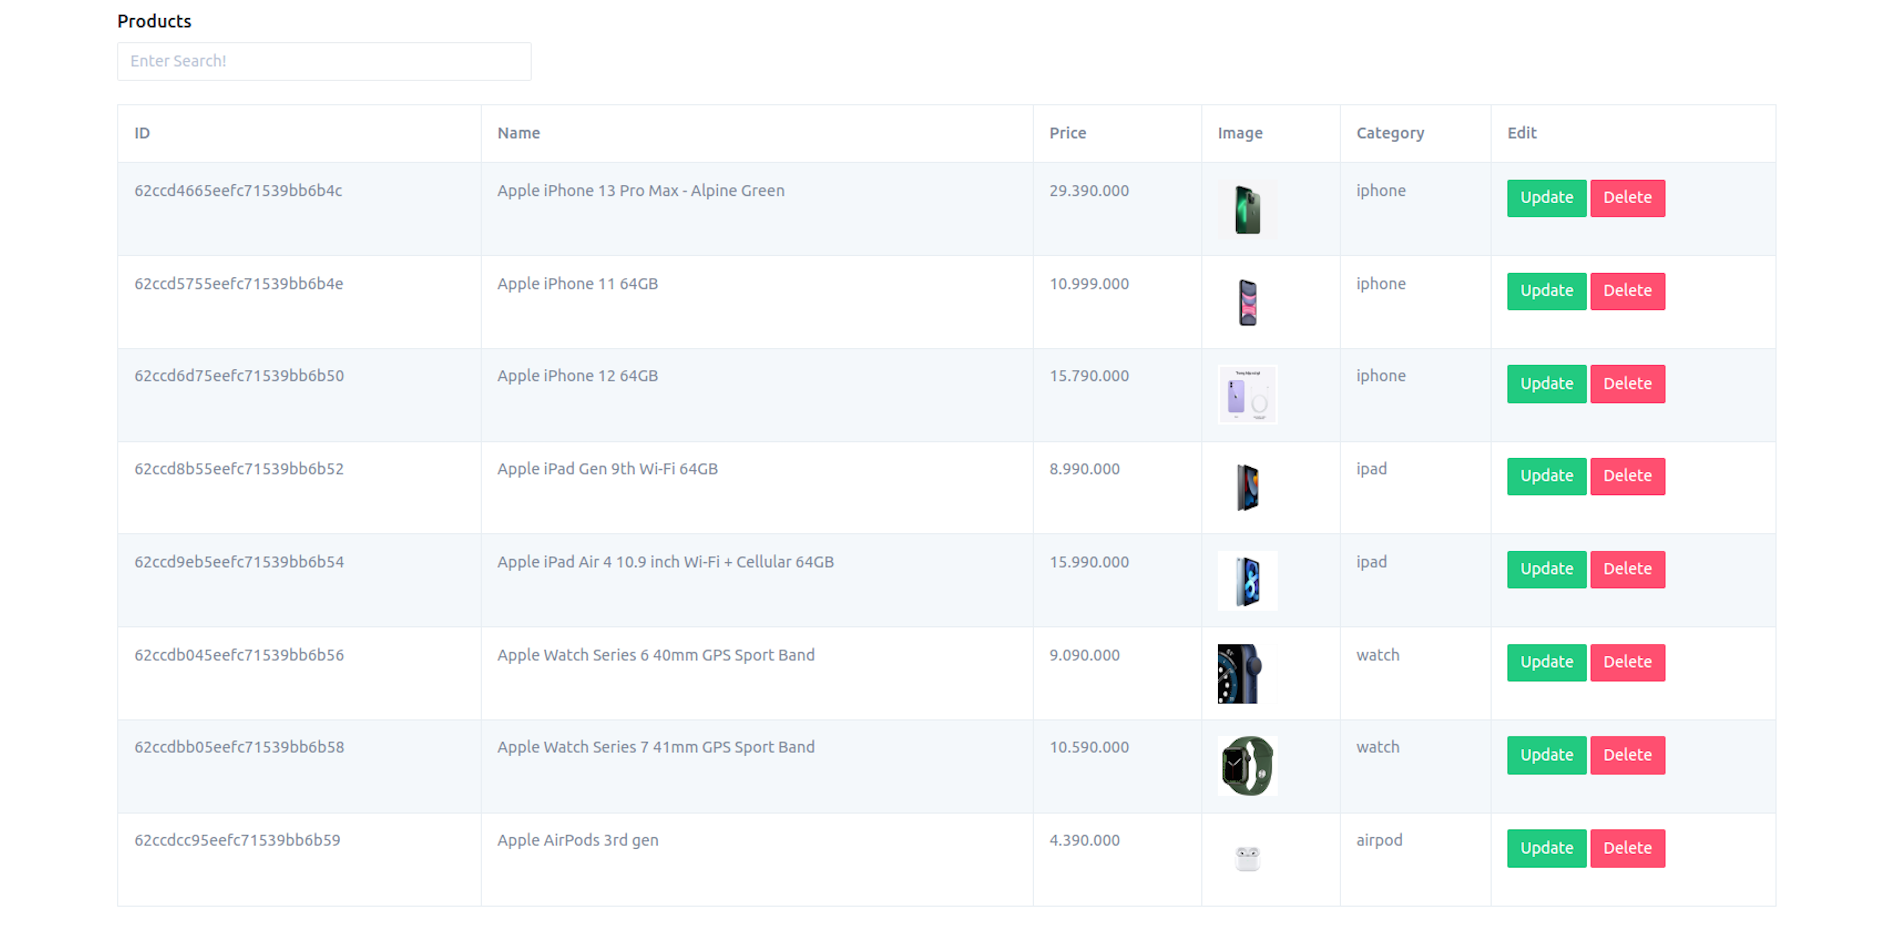 Products
Enter Search!
ID Name Price Image Category Edit
62ccd4665eefc71539bb6b4c Apple iPhone 13 Pro Max - Alpine Green 29.390.000 iphone Update Delete
62ccd5755eefc71539bb6b4e Apple iPhone 11 64GB 10.999.000 iphone Update Delete
62ccd6d75eefc71539bb6b50 Apple iPhone 12 64GB 15.790.000 iphone Update Delete
62ccd8b55eefc71539bb6b52 Apple iPad Gen 9th Wi-Fi 64GB 8.990.000 ipad Update Delete
62ccd9eb5eefc71539bb6b54 Apple iPad Air 4 10.9 inch Wi-Fi + Cellular 64GB 15.990.000 ipad Update Delete
62ccdb045eefc71539bb6b56 Apple Watch Series 6 40mm GPS Sport Band 9.090.000 watch Update Delete
62ccdbb05eefc71539bb6b58 Apple Watch Series 7 41mm GPS Sport Band 10.590.000 watch Update Delete
62ccdcc95eefc71539bb6b59 Apple AirPods 3rd gen 4.390.000 airpod Update Delete